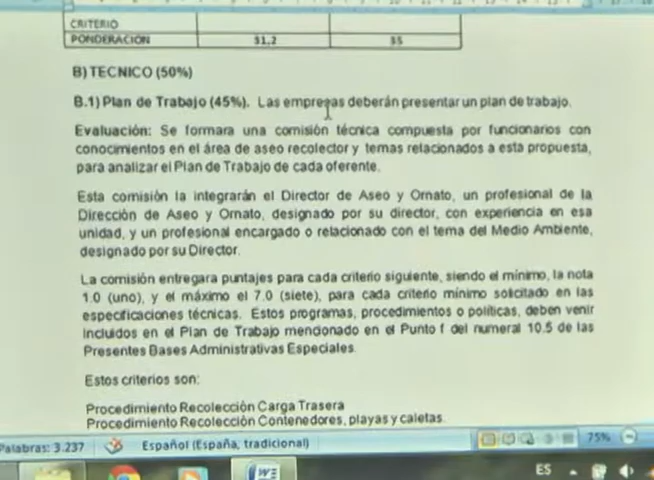 CRITERIO
PONDERACIÓN 31,2 35
B) TECNICO (50%)
B.1) Plan de Trabajo (45%). Las empresas deberán presentar un plan de trabajo.
Evaluación: Se formara una comisión técnica compuesta por funcionarios con
conocimientos en el área de aseo recolector y temas relacionados a esta propuesta,
para analizar el Plan de Trabajo de cada oferente.
Esta comisión la integrarán el Director de Aseo y Ornato, un profesional de la
Dirección de Aseo y Ornato, designado por su director, con experiencia en esa
unidad, y un profesional encargado o relacionado con el tema del Medio Ambiente,
designado por su Director.
La comisión entregara puntajes para cada criterio siguiente, siendo el mínimo, la nota
1.0 (uno), y el máximo el 7.0 (siete), para cada criterio mínimo solicitado en las
especificaciones técnicas. Estos programas, procedimientos o políticas, deben venir
incluidos en el Plan de Trabajo mencionado en el Punto f del numeral 10.5 de las
Presentes Bases Administrativas Especiales.
Estos criterios son:
Procedimiento Recolección Carga Trasera
Procedimiento Recolección Contenedores, playas y caletas.
Palabras: 3.237 Español (España, tradicional) 75%
ES